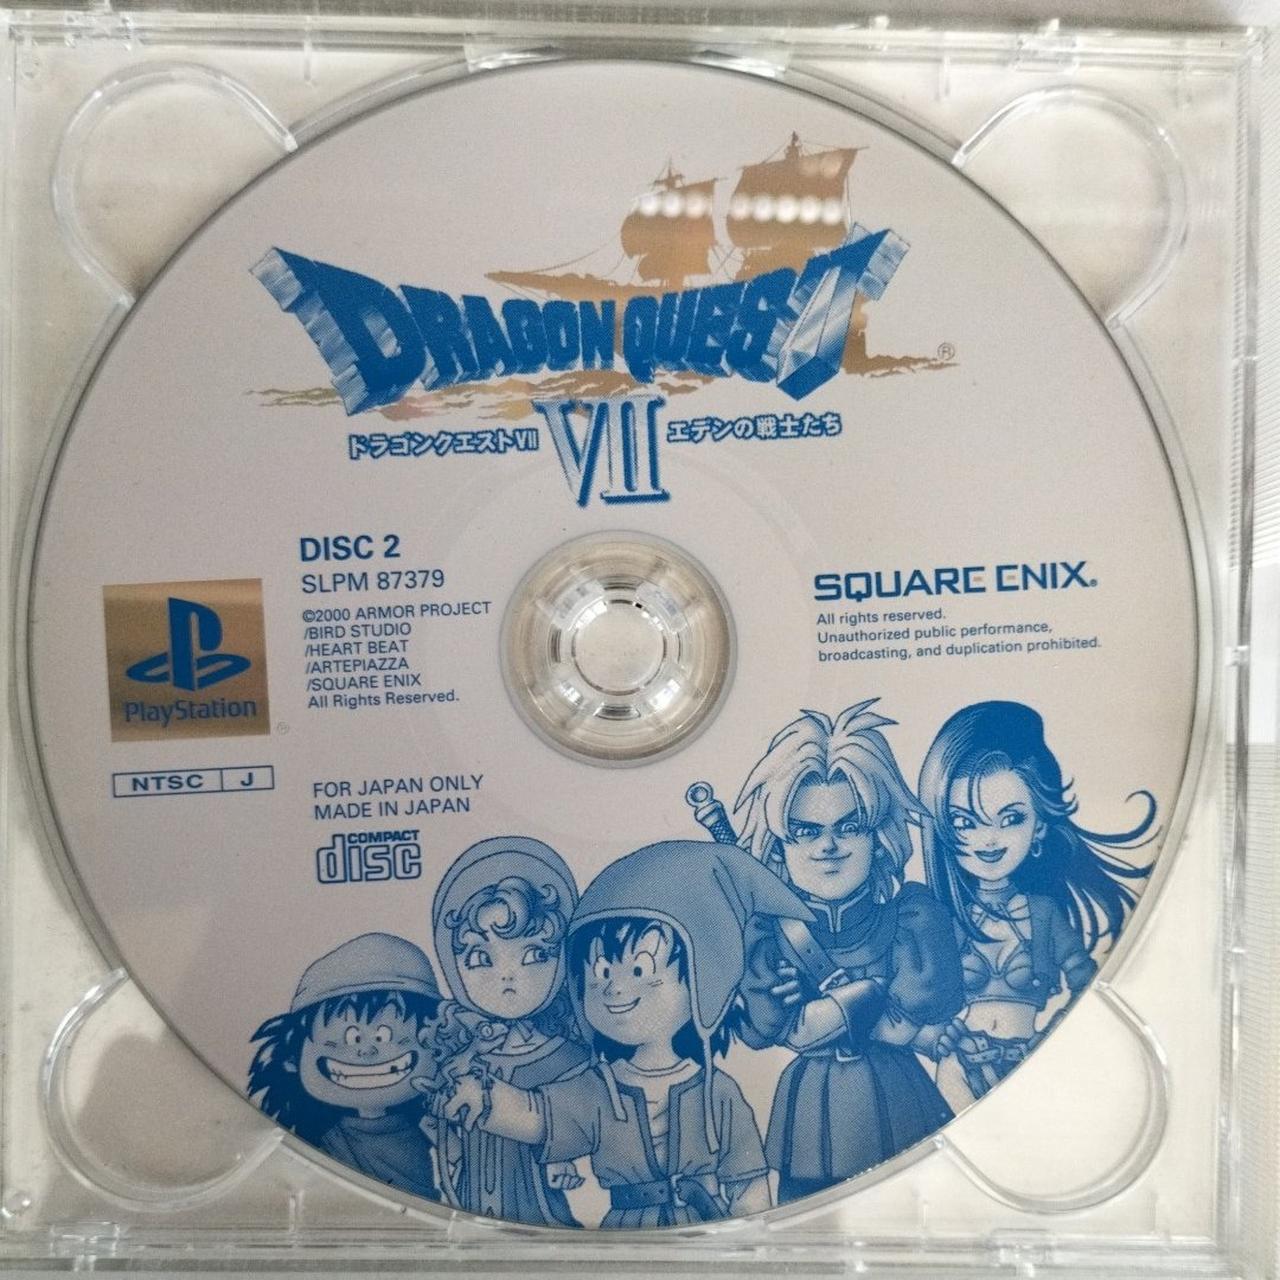 DRAGON QUEST ®
ドラゴンクエストVII VII エデンの戦士たち
DISC 2
SLPM 87379
©2000 ARMOR PROJECT
/BIRD STUDIO
/HEART BEAT
/ARTEPIAZZA
/SQUARE ENIX
All Rights Reserved.
PlayStation ®
NTSC J
FOR JAPAN ONLY
MADE IN JAPAN
COMPACT
disc
SQUARE ENIX®
All rights reserved.
Unauthorized public performance,
broadcasting, and duplication prohibited.